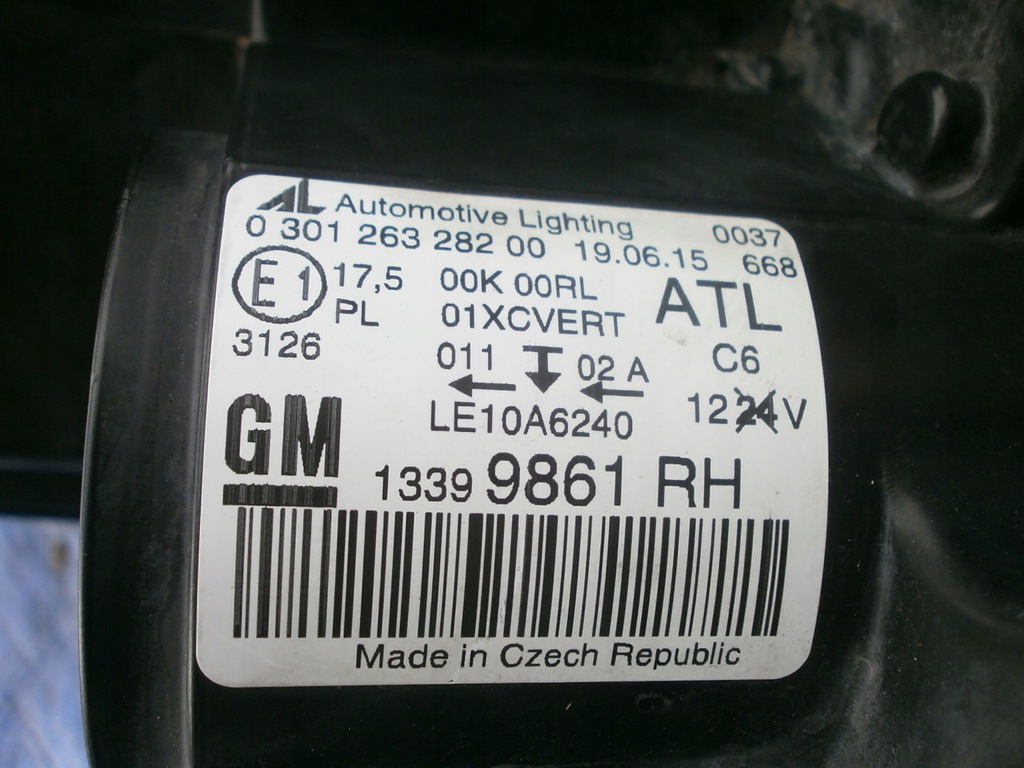 AL Automotive Lighting 0037
0 301 263 282 00 19.06.15 668
E1 17,5 00K 00RL ATL
PL 01XCVERT
3126 011 02 A C6
LE10A6240 12 24 V
GM 1339 9861 RH
Made in Czech Republic